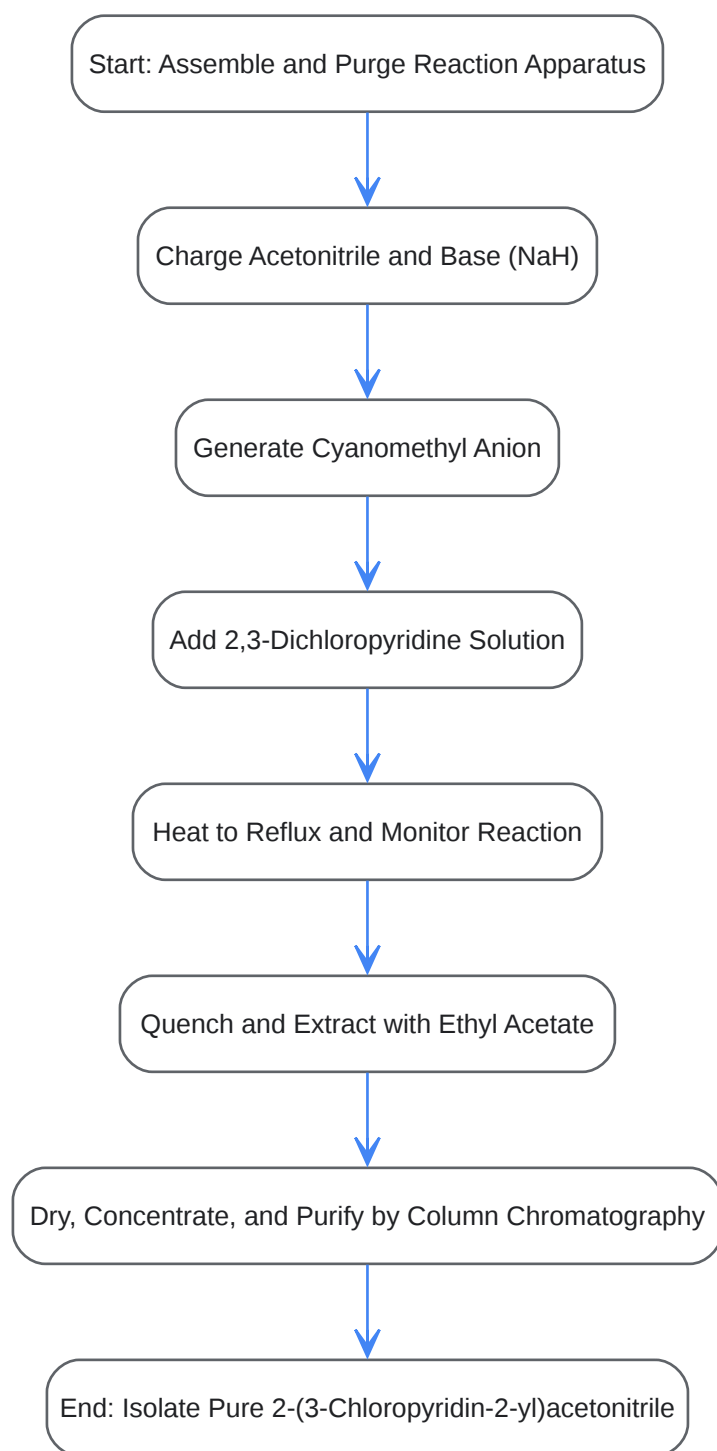 Start: Assemble and Purge Reaction Apparatus
Charge Acetonitrile and Base (NaH)
Generate Cyanomethyl Anion
Add 2,3-Dichloropyridine Solution
Heat to Reflux and Monitor Reaction
Quench and Extract with Ethyl Acetate
Dry, Concentrate, and Purify by Column Chromatography
End: Isolate Pure 2-(3-Chloropyridin-2-yl)acetonitrile